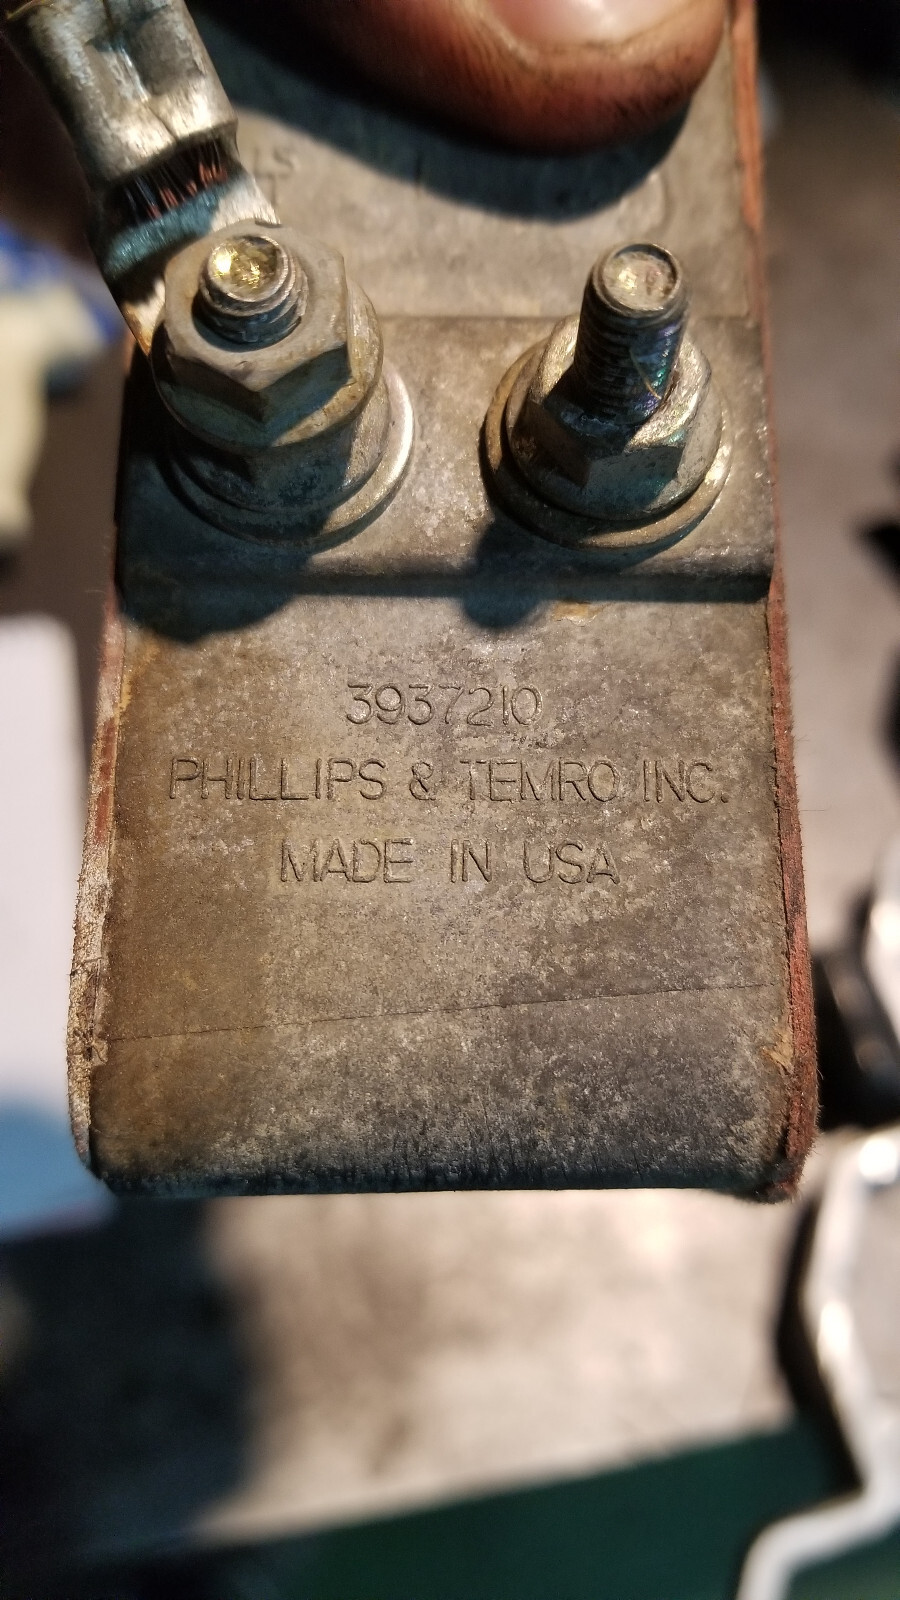 3937210
PHILLIPS & TEMRO INC.
MADE IN USA